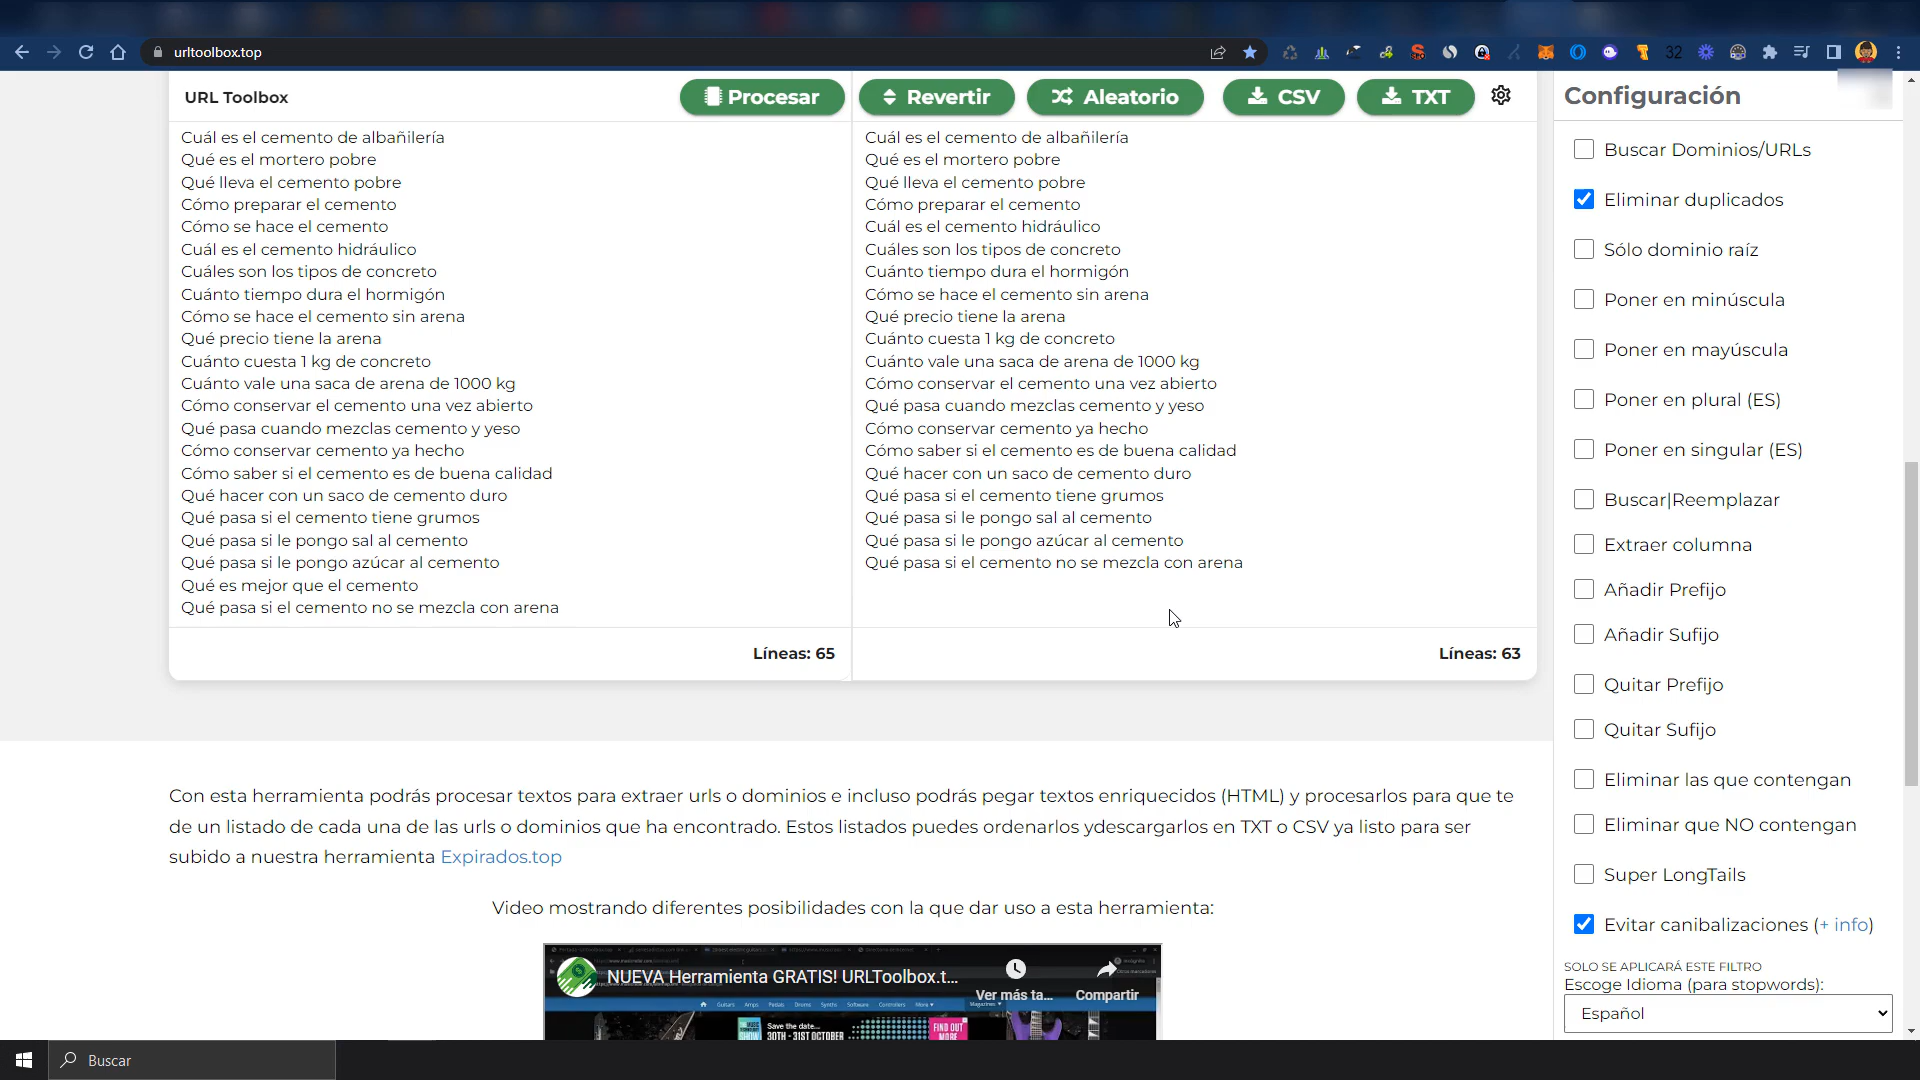 urltoolbox.top
32
URL Toolbox
Procesar
Revertir
Aleatorio
CSV
TXT
Cuál es el cemento de albañilería
Qué es el mortero pobre
Qué lleva el cemento pobre
Cómo preparar el cemento
Cómo se hace el cemento
Cuál es el cemento hidráulico
Cuáles son los tipos de concreto
Cuánto tiempo dura el hormigón
Cómo se hace el cemento sin arena
Qué precio tiene la arena
Cuánto cuesta 1 kg de concreto
Cuánto vale una saca de arena de 1000 kg
Cómo conservar el cemento una vez abierto
Qué pasa cuando mezclas cemento y yeso
Cómo conservar cemento ya hecho
Cómo saber si el cemento es de buena calidad
Qué hacer con un saco de cemento duro
Qué pasa si el cemento tiene grumos
Qué pasa si le pongo sal al cemento
Qué pasa si le pongo azúcar al cemento
Qué es mejor que el cemento
Qué pasa si el cemento no se mezcla con arena
Líneas: 65
Cuál es el cemento de albañilería
Qué es el mortero pobre
Qué lleva el cemento pobre
Cómo preparar el cemento
Cuál es el cemento hidráulico
Cuáles son los tipos de concreto
Cuánto tiempo dura el hormigón
Cómo se hace el cemento sin arena
Qué precio tiene la arena
Cuánto cuesta 1 kg de concreto
Cuánto vale una saca de arena de 1000 kg
Cómo conservar el cemento una vez abierto
Qué pasa cuando mezclas cemento y yeso
Cómo conservar cemento ya hecho
Cómo saber si el cemento es de buena calidad
Qué hacer con un saco de cemento duro
Qué pasa si el cemento tiene grumos
Qué pasa si le pongo sal al cemento
Qué pasa si le pongo azúcar al cemento
Qué pasa si el cemento no se mezcla con arena
Líneas: 63
Con esta herramienta podrás procesar textos para extraer urls o dominios e incluso podrás pegar textos enriquecidos (HTML) y procesarlos para que te
de un listado de cada una de las urls o dominios que ha encontrado. Estos listados puedes ordenarlos ydescargarlos en TXT o CSV ya listo para ser
subido a nuestra herramienta Expirados.top
Video mostrando diferentes posibilidades con la que dar uso a esta herramienta:
NUEVA Herramienta GRATIS! URLToolbox.t...
Ver más ta...
Compartir
Guitars Amps Pedals Drums Synths Software Controllers More
Magazines
Save the date...
30TH - 31ST OCTOBER
FIND OUT
MORE
Configuración
Buscar Dominios/URLs
Eliminar duplicados
Sólo dominio raíz
Poner en minúscula
Poner en mayúscula
Poner en plural (ES)
Poner en singular (ES)
Buscar|Reemplazar
Extraer columna
Añadir Prefijo
Añadir Sufijo
Quitar Prefijo
Quitar Sufijo
Eliminar las que contengan
Eliminar que NO contengan
Super LongTails
Evitar canibalizaciones (+ info)
SOLO SE APLICARÁ ESTE FILTRO
Escoge Idioma (para stopwords):
Español
Buscar